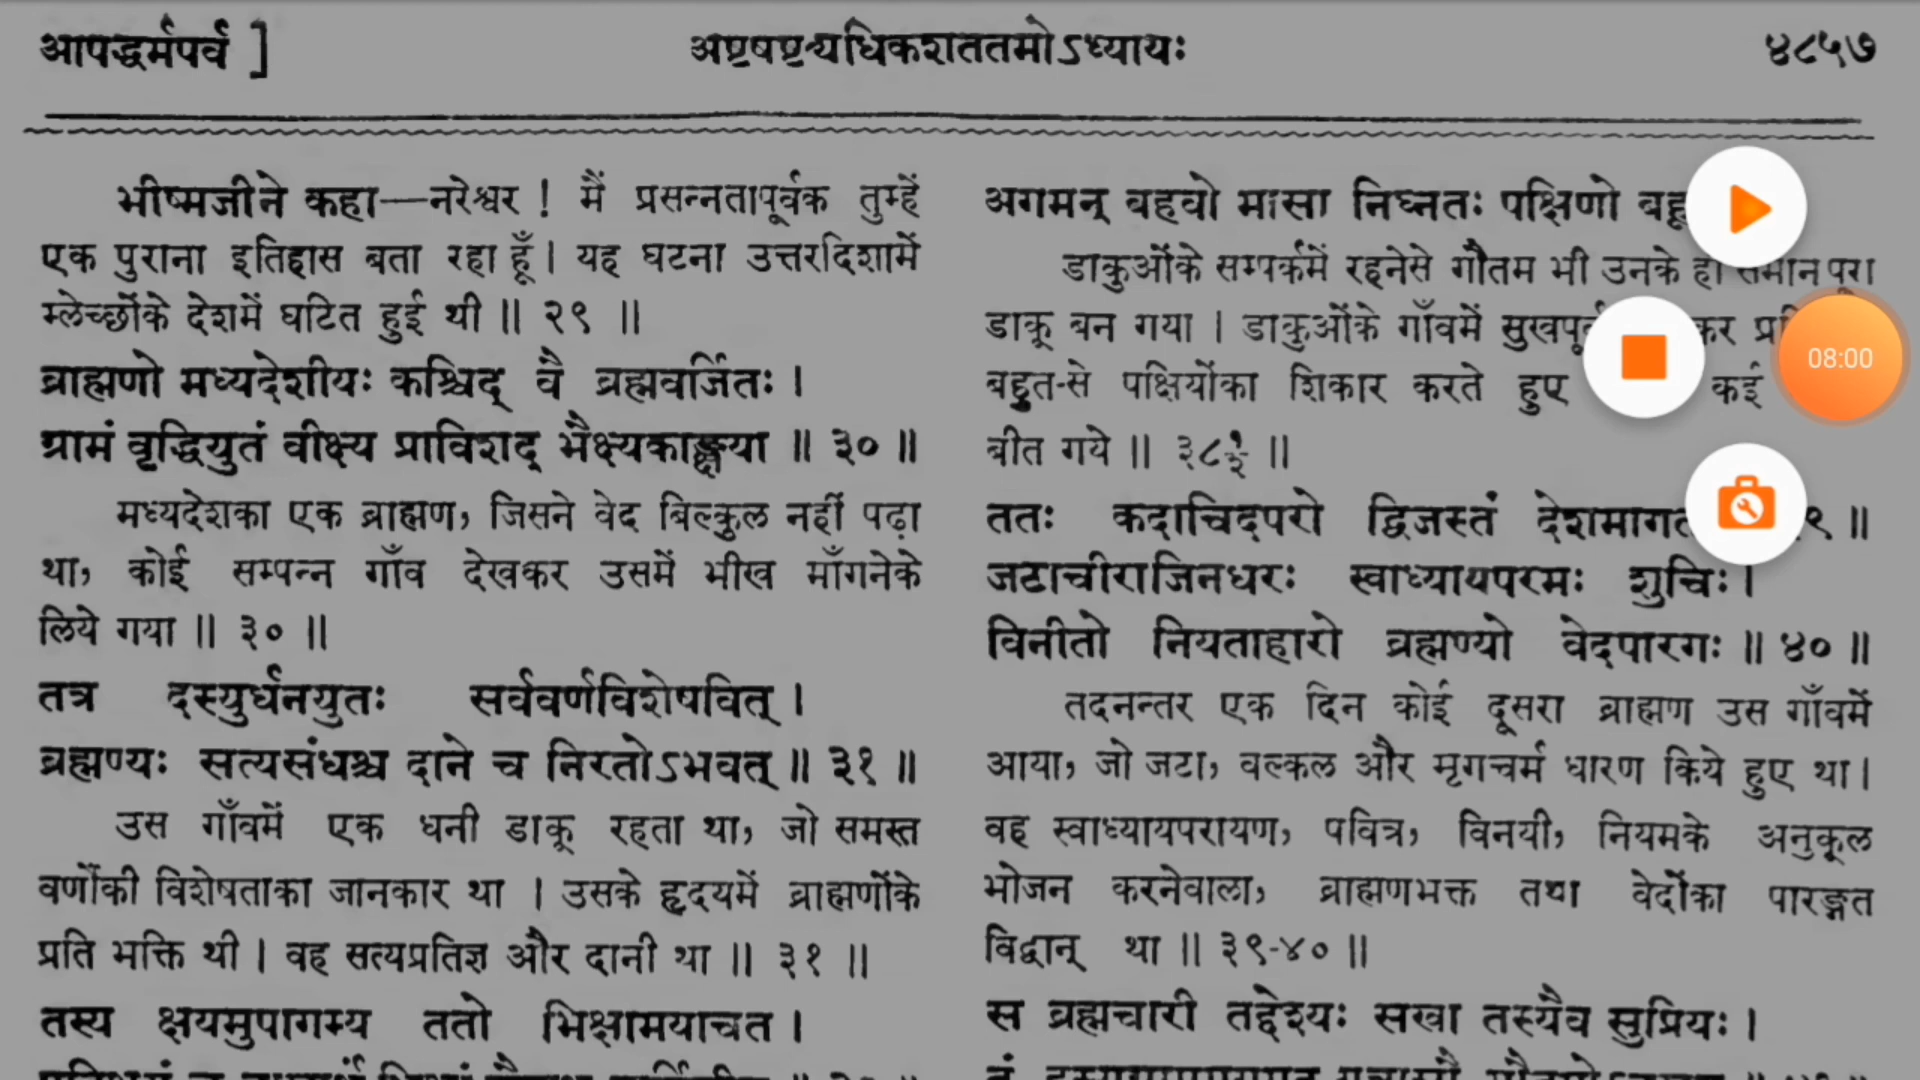 आपद्धर्मपर्व ]
अष्टषष्ट्यधिकशततमोऽध्यायः
४८५७
भीष्मजीने कहा—नरेश्वर ! मैं प्रसन्नतापूर्वक तुम्हें
एक पुराना इतिहास बता रहा हूँ । यह घटना उत्तरदिशामें
म्लेच्छोंके देशमें घटित हुई थी ॥ २९ ॥
ब्राह्मणो मध्यदेशीयः कश्चिद् वै ब्रह्मवर्जितः ।
ग्रामं वृद्धियुतं वीक्ष्य प्राविशद् भैक्ष्यकाङ्क्षया ॥ ३० ॥
मध्यदेशका एक ब्राह्मण, जिसने वेद बिल्कुल नहीं पढ़ा
था, कोई सम्पन्न गाँव देखकर उसमें भीख माँगनेके
लिये गया ॥ ३० ॥
तत्र दस्युर्धनयुतः सर्ववर्णविशेषवित् ।
ब्रह्मण्यः सत्यसंधश्च दाने च निरतोऽभवत् ॥ ३१ ॥
उस गाँवमें एक धनी डाकू रहता था, जो समस्त
वर्णोंकी विशेषताका जानकार था । उसके हृदयमें ब्राह्मणोंके
प्रति भक्ति थी । वह सत्यप्रतिज्ञ और दानी था ॥ ३१ ॥
तस्य क्षयमुपागम्य ततो भिक्षामयाचत ।
अगमन् बहवो मासा निघ्नतः पक्षिणो
डाकुओंके सम्पर्कमें रहनेसे गौतम भी उनके ही समान पूरा
डाकू बन गया । डाकुओंके गाँवमें
बहुत-से पक्षियोंका शिकार करते हुए कई
बीत गये ॥ ३८½ ॥
ततः कदाचिदपरो द्विजस्तं ॥
जटाचीराजिनधरः स्वाध्यायपरमः शुचिः ।
विनीतो नियताहारो ब्रह्मण्यो वेदपारगः ॥ ४० ॥
तदनन्तर एक दिन कोई दूसरा ब्राह्मण उस गाँवमें
आया, जो जटा, वल्कल और मृगचर्म धारण किये हुए था ।
वह स्वाध्यायपरायण, पवित्र, विनयी, नियमके अनुकूल
भोजन करनेवाला, ब्राह्मणभक्त तथा वेदोंका पारङ्गत
विद्वान् था ॥ ३९-४० ॥
स ब्रह्मचारी तद्देश्यः सखा तस्यैव सुप्रियः ।
08:00